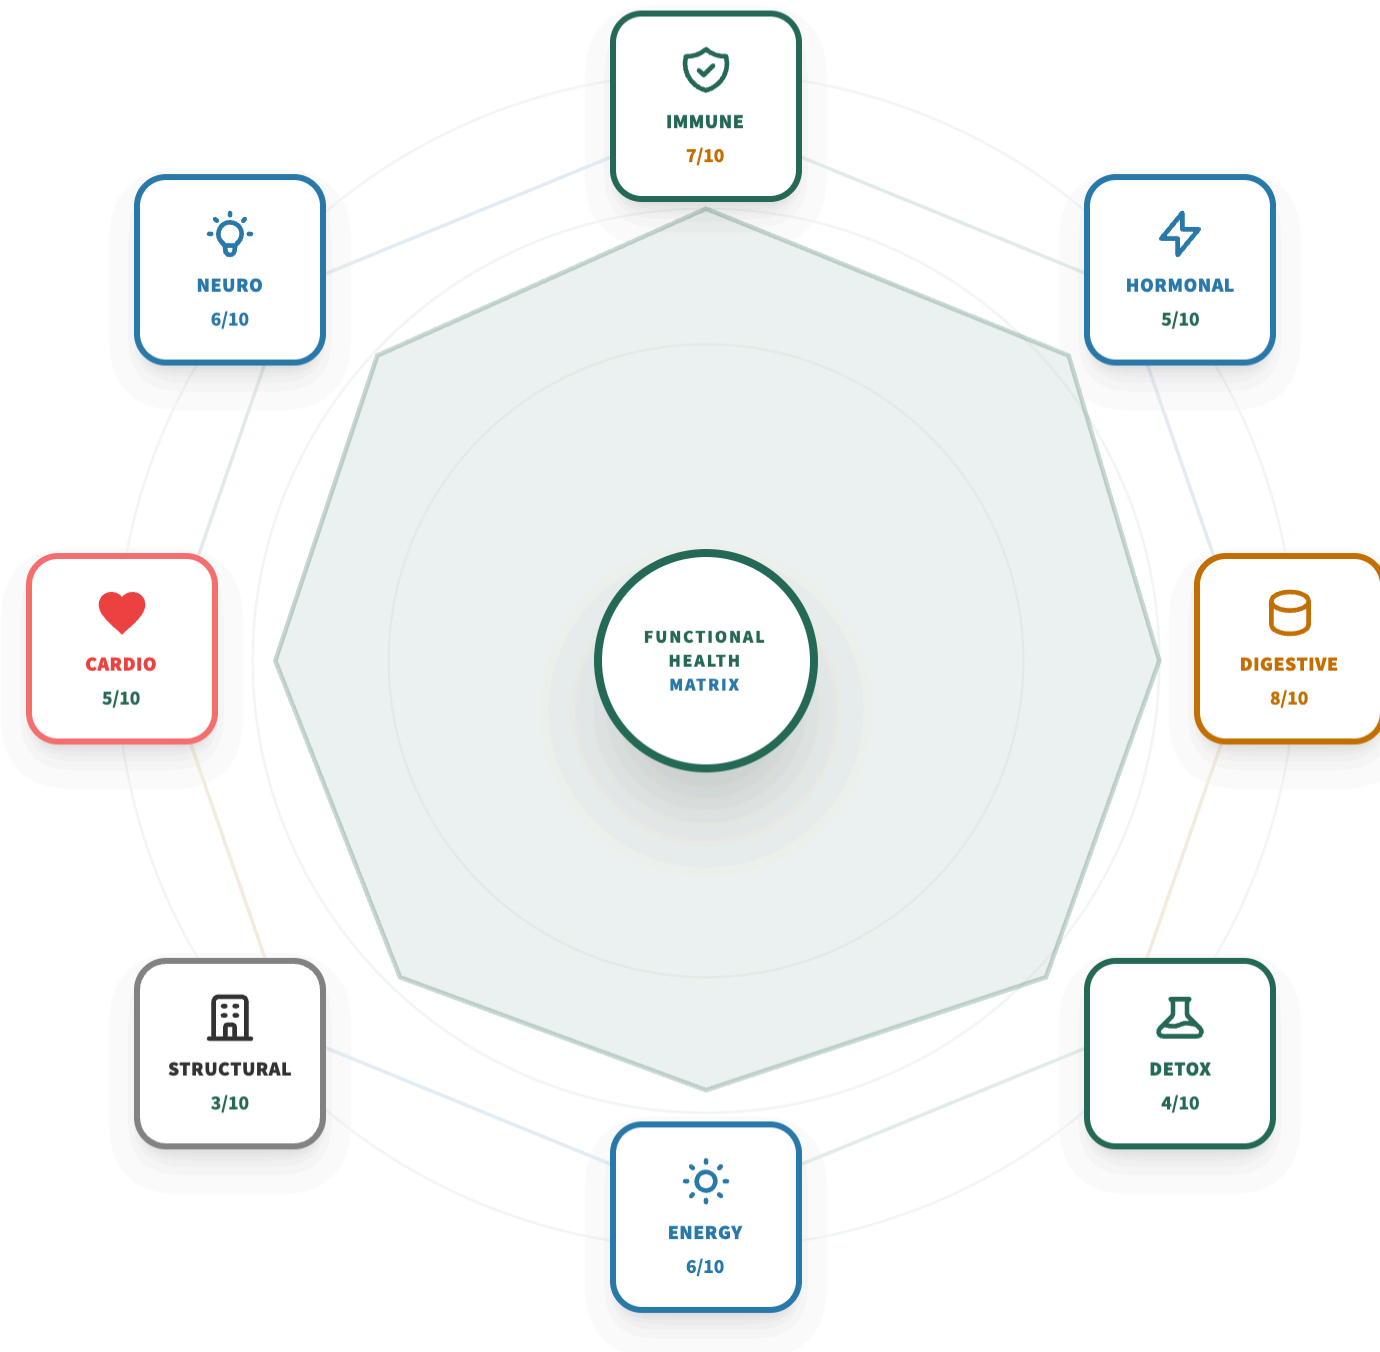 IMMUNE
7/10
NEURO
6/10
HORMONAL
5/10
FUNCTIONAL
HEALTH
MATRIX
CARDIO
5/10
DIGESTIVE
8/10
STRUCTURAL
3/10
DETOX
4/10
ENERGY
6/10